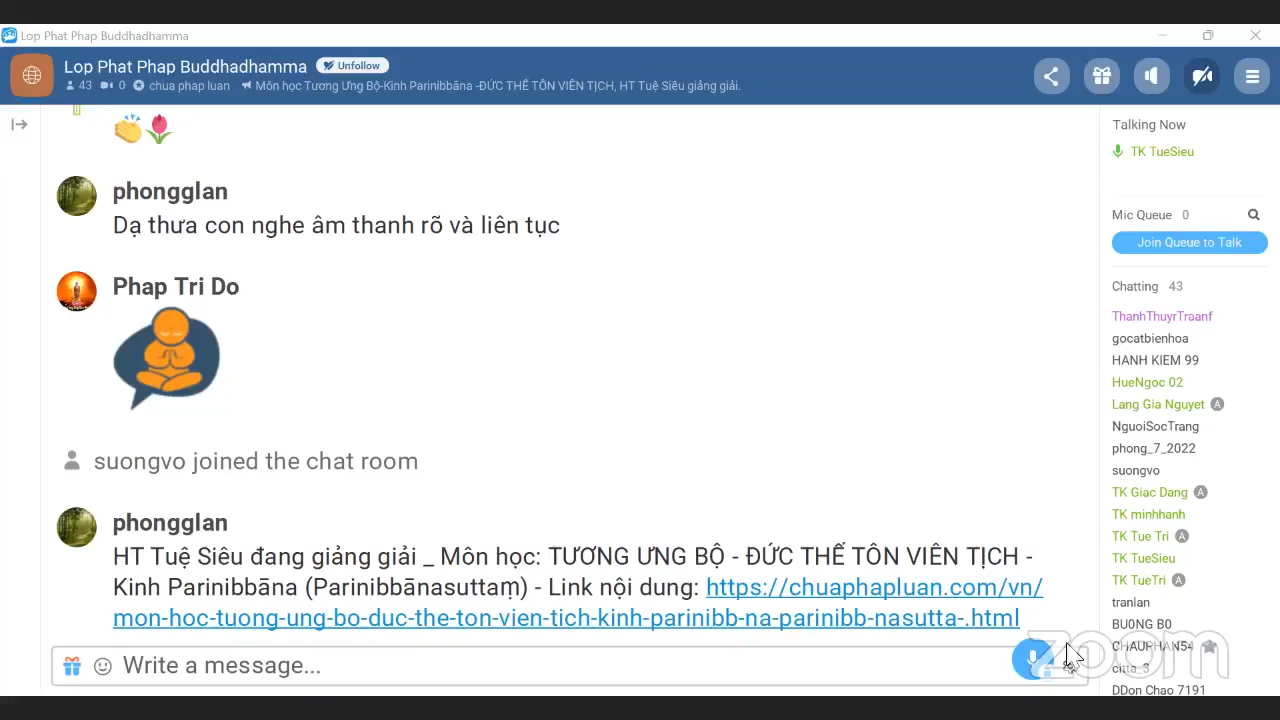 Lop Phat Phap Buddhadhamma
Lop Phat Phap Buddhadhamma Unfollow
43 0 chua phap luan Môn học Tương Ưng Bộ-Kinh Parinibbāna -ĐỨC THẾ TÔN VIÊN TỊCH, HT Tuệ Siêu giảng giải.
phongglan
Dạ thưa con nghe âm thanh rõ và liên tục
Phap Tri Do
suongvo joined the chat room
phongglan
HT Tuệ Siêu đang giảng giải _ Môn học: TƯƠNG ƯNG BỘ - ĐỨC THẾ TÔN VIÊN TỊCH -
Kinh Parinibbāna (Parinibbānasuttaṃ) - Link nội dung: https://chuaphapluan.com/vn/
mon-hoc-tuong-ung-bo-duc-the-ton-vien-tich-kinh-parinibb-na-parinibb-nasutta-.html
Write a message...
Talking Now
TK TueSieu
Mic Queue 0
Join Queue to Talk
Chatting 43
ThanhThuyrTraanf
gocatbienhoa
HANH KIEM 99
HueNgoc 02
Lang Gia Nguyet A
NguoiSocTrang
phong_7_2022
suongvo
TK Giac Dang A
TK minhhanh
TK Tue Tri A
TK TueSieu
TK TueTri A
tranlan
BU0NG B0
CHAUPHAN54
citta_3
DDon Chao 7191
zoom